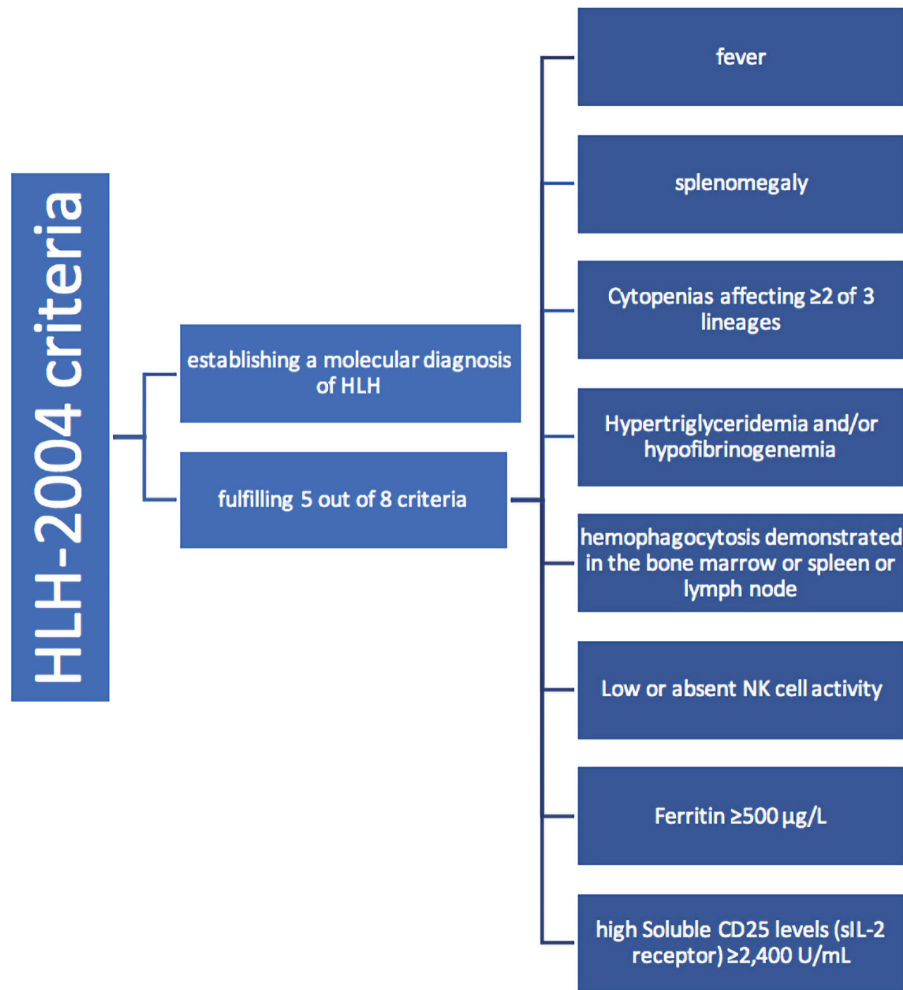 HLH-2004 criteria
establishing a molecular diagnosis
of HLH
fulfilling 5 out of 8 criteria
fever
splenomegaly
Cytopenias affecting ≥2 of 3
lineages
Hypertriglyceridemia and/or
hypofibrinogenemia
hemophagocytosis demonstrated
in the bone marrow or spleen or
lymph node
Low or absent NK cell activity
Ferritin ≥500 µg/L
high Soluble CD25 levels (sIL-2
receptor) ≥2,400 U/mL